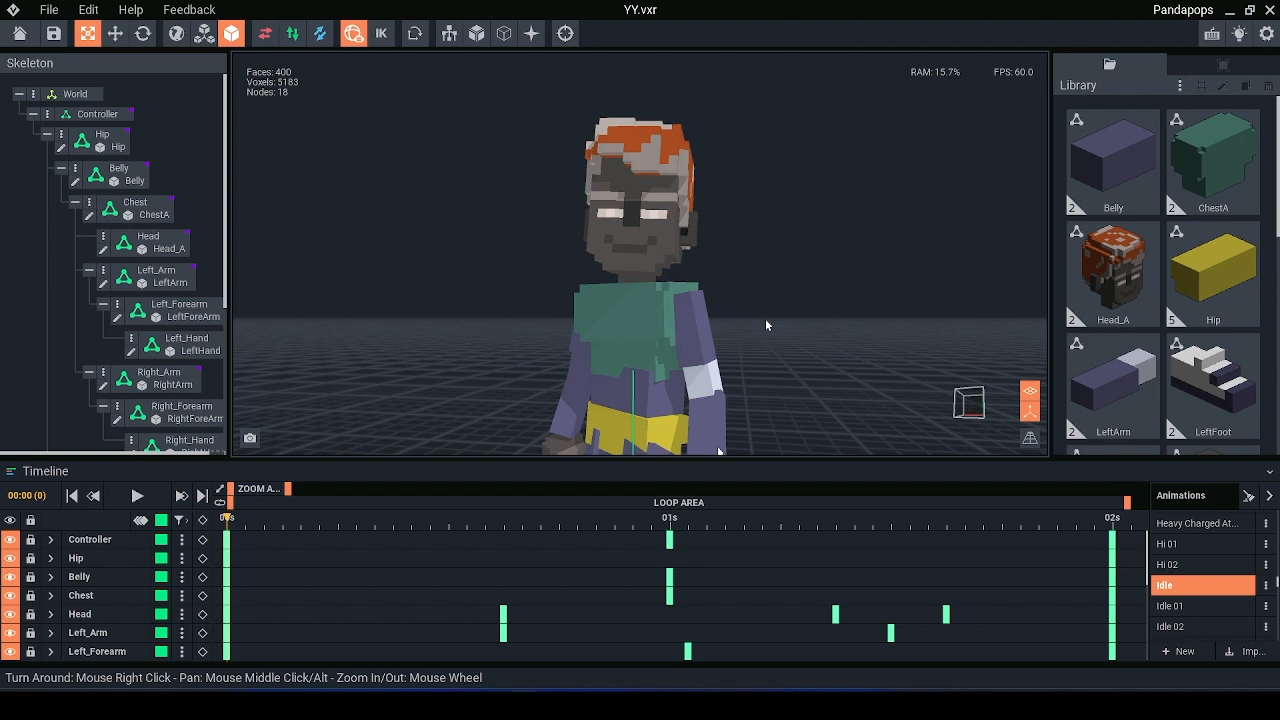 File Edit Help Feedback YY.vxr Pandapops
IK
Skeleton
World
Controller
Hip
Hip
Belly
Belly
Chest
ChestA
Head
Head_A
Left_Arm
LeftArm
Left_Forearm
LeftForeArm
Left_Hand
LeftHand
Right_Arm
RightArm
Right_Forearm
RightForeArm
Right_Hand
Faces: 400
Voxels: 5183
Nodes: 18
RAM: 15.7% FPS: 60.0
Library
2 Belly
2 ChestA
2 Head_A
5 Hip
2 LeftArm
2 LeftFoot
Timeline
00:00 (0)
ZOOM A...
LOOP AREA
01s 02s
Controller
Hip
Belly
Chest
Head
Left_Arm
Left_Forearm
Animations
Heavy Charged At...
Hi 01
Hi 02
Idle
Idle 01
Idle 02
New Imp...
Turn Around: Mouse Right Click - Pan: Mouse Middle Click/Alt - Zoom In/Out: Mouse Wheel